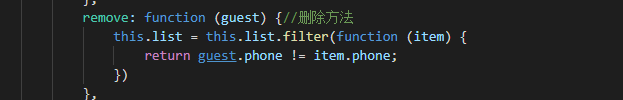 },
remove: function (guest) {//删除方法
this.list = this.list.filter(function (item) {
return guest.phone != item.phone;
})
},